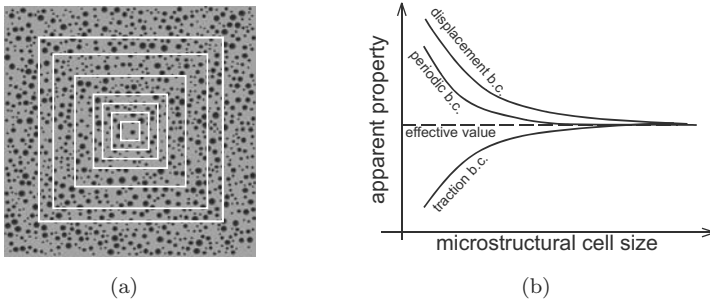 displacement b.c.
periodic b.c.
effective value
traction b.c.
apparent property
microstructural cell size
(a)
(b)